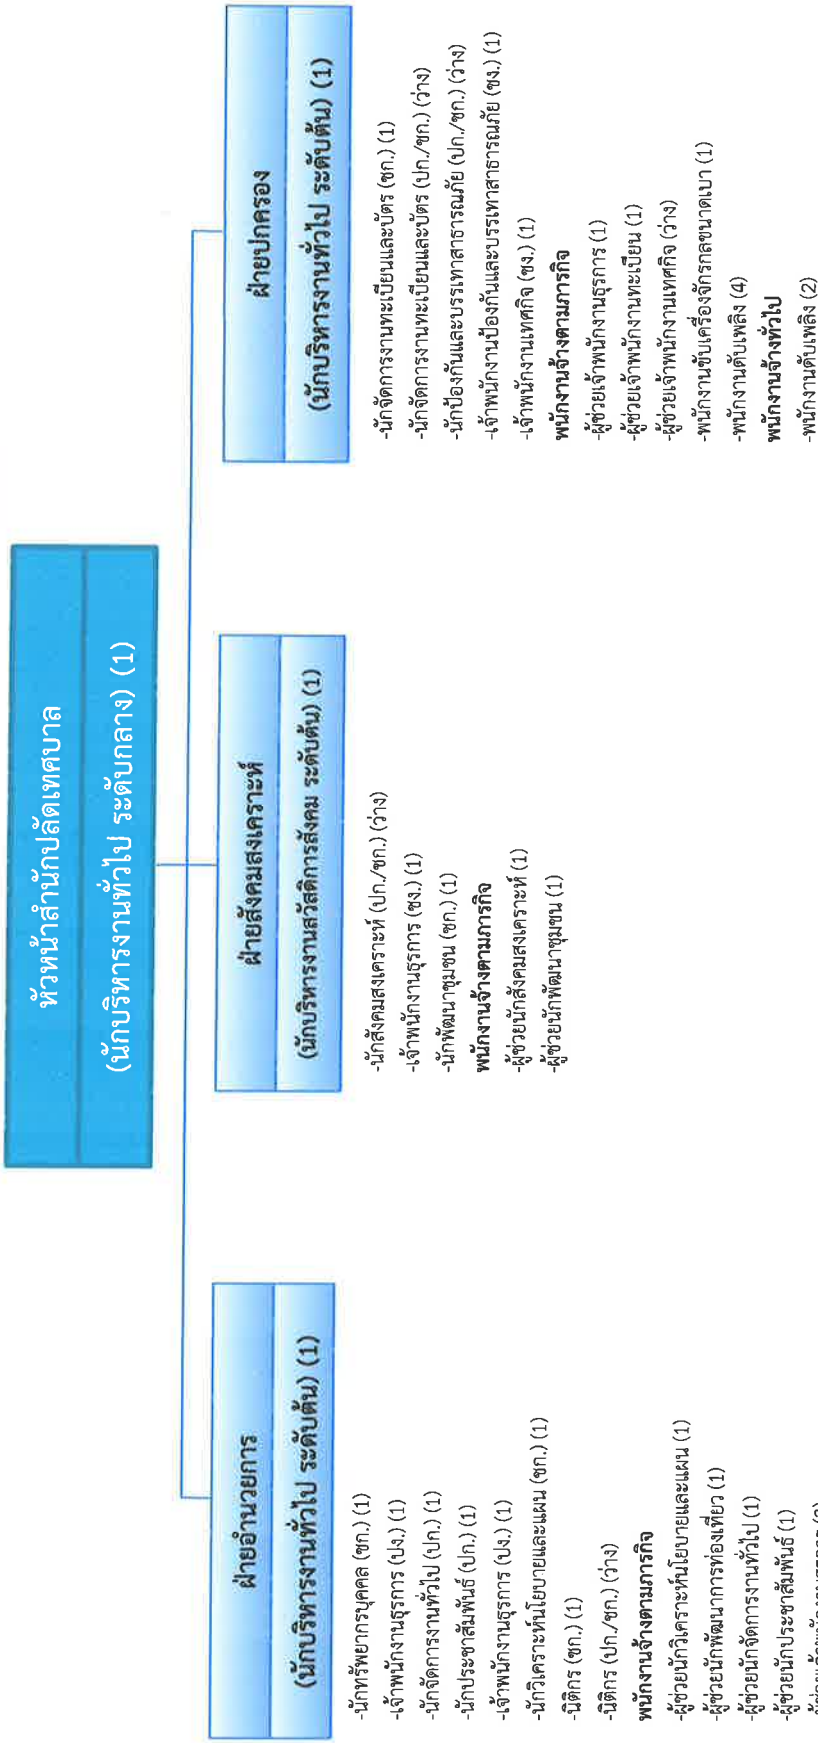 หัวหน้าสำนักปลัดเทศบาล
(นักบริหารงานทั่วไป ระดับกลาง) (1)
ฝ่ายอำนวยการ
(นักบริหารงานทั่วไป ระดับต้น) (1)
-นักทรัพยากรบุคคล (ชก.) (1)
-เจ้าพนักงานธุรการ (ปง.) (1)
-นักจัดการงานทั่วไป (ปก.) (1)
-นักประชาสัมพันธ์ (ปก.) (1)
-เจ้าพนักงานธุรการ (ปง.) (1)
-นักวิเคราะห์นโยบายและแผน (ชก.) (1)
-นิติกร (ชก.) (1)
-นิติกร (ปก./ชก.) (ว่าง)
พนักงานจ้างตามภารกิจ
-ผู้ช่วยนักวิเคราะห์นโยบายและแผน (1)
-ผู้ช่วยนักพัฒนาการท่องเที่ยว (1)
-ผู้ช่วยนักจัดการงานทั่วไป (1)
-ผู้ช่วยนักประชาสัมพันธ์ (1)
ฝ่ายสังคมสงเคราะห์
(นักบริหารงานสวัสดิการสังคม ระดับต้น) (1)
-นักสังคมสงเคราะห์ (ปก./ชก.) (ว่าง)
-เจ้าพนักงานธุรการ (ชง.) (1)
-นักพัฒนาชุมชน (ชก.) (1)
พนักงานจ้างตามภารกิจ
-ผู้ช่วยนักสังคมสงเคราะห์ (1)
-ผู้ช่วยนักพัฒนาชุมชน (1)
ฝ่ายปกครอง
(นักบริหารงานทั่วไป ระดับต้น) (1)
-นักจัดการงานทะเบียนและบัตร (ชก.) (1)
-นักจัดการงานทะเบียนและบัตร (ปก./ชก.) (ว่าง)
-นักป้องกันและบรรเทาสาธารณภัย (ปก./ชก.) (ว่าง)
-เจ้าพนักงานป้องกันและบรรเทาสาธารณภัย (ชง.) (1)
-เจ้าพนักงานเทศกิจ (ชง.) (1)
พนักงานจ้างตามภารกิจ
-ผู้ช่วยเจ้าพนักงานธุรการ (1)
-ผู้ช่วยเจ้าพนักงานทะเบียน (1)
-ผู้ช่วยเจ้าพนักงานเทศกิจ (ว่าง)
-พนักงานขับเครื่องจักรกลขนาดเบา (1)
-พนักงานดับเพลิง (4)
พนักงานจ้างทั่วไป
-พนักงานดับเพลิง (2)